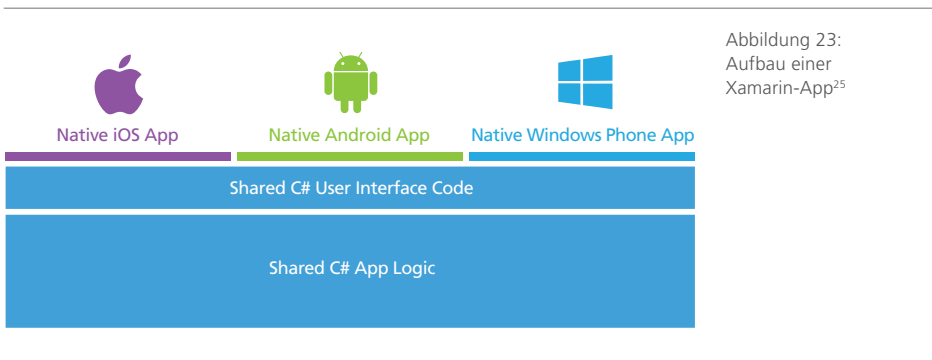 Abbildung 23:
Aufbau einer
Xamarin-App²⁵
Native iOS App
Native Android App
Native Windows Phone App
Shared C# User Interface Code
Shared C# App Logic